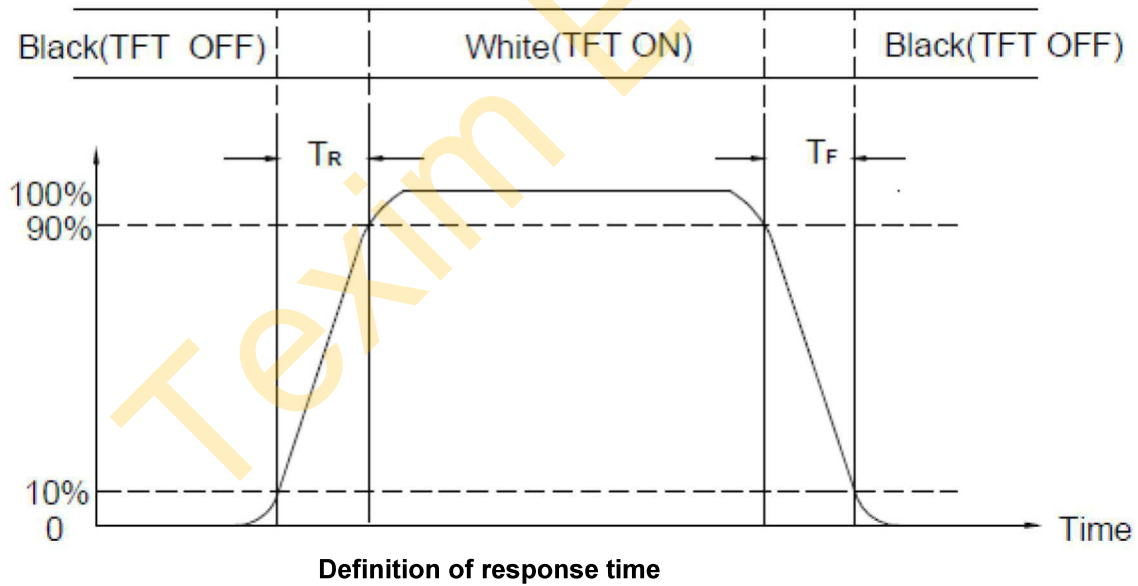 Black(TFT OFF) White(TFT ON) Black(TFT OFF)
TR TF
100%
90%
10%
0
Time
Definition of response time
Texim E